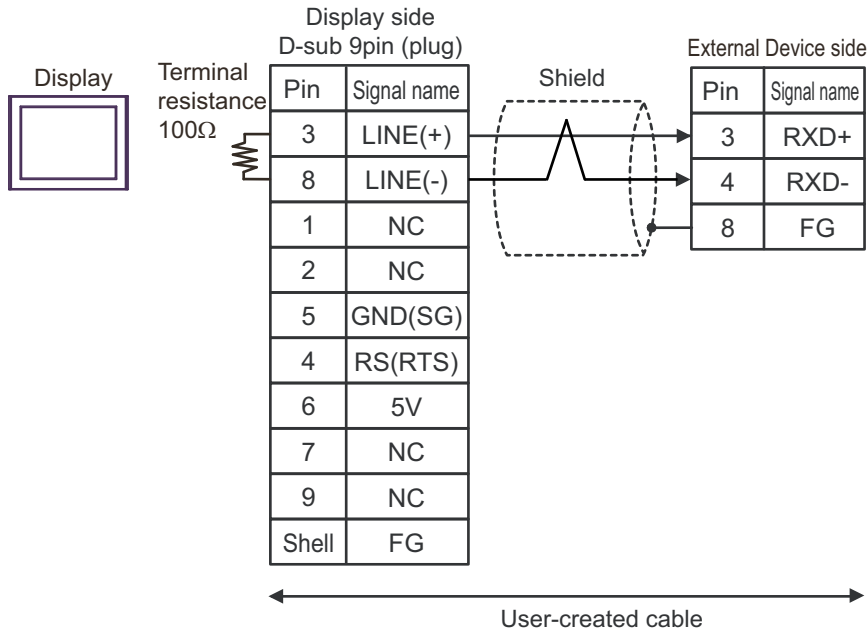 Display side
D-sub 9pin (plug)
External Device side
Display
Terminal
resistance
100Ω
Shield
Pin Signal name
3 LINE(+)
8 LINE(-)
1 NC
2 NC
5 GND(SG)
4 RS(RTS)
6 5V
7 NC
9 NC
Shell FG
Pin Signal name
3 RXD+
4 RXD-
8 FG
User-created cable